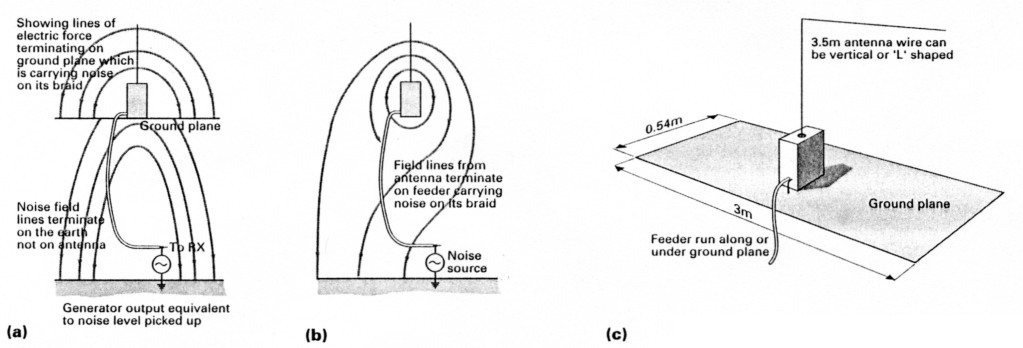 Showing lines of
electric force
terminating on
ground plane which
is carrying noise
on its braid
Ground plane
Noise field
lines terminate
on the earth
not on antenna
To RX
Generator output equivalent
to noise level picked up
(a)
Field lines from
antenna terminate
on feeder carrying
noise on its braid
Noise
source
(b)
3.5m antenna wire can
be vertical or 'L' shaped
0.54m
3m
Ground plane
Feeder run along or
under ground plane
(c)